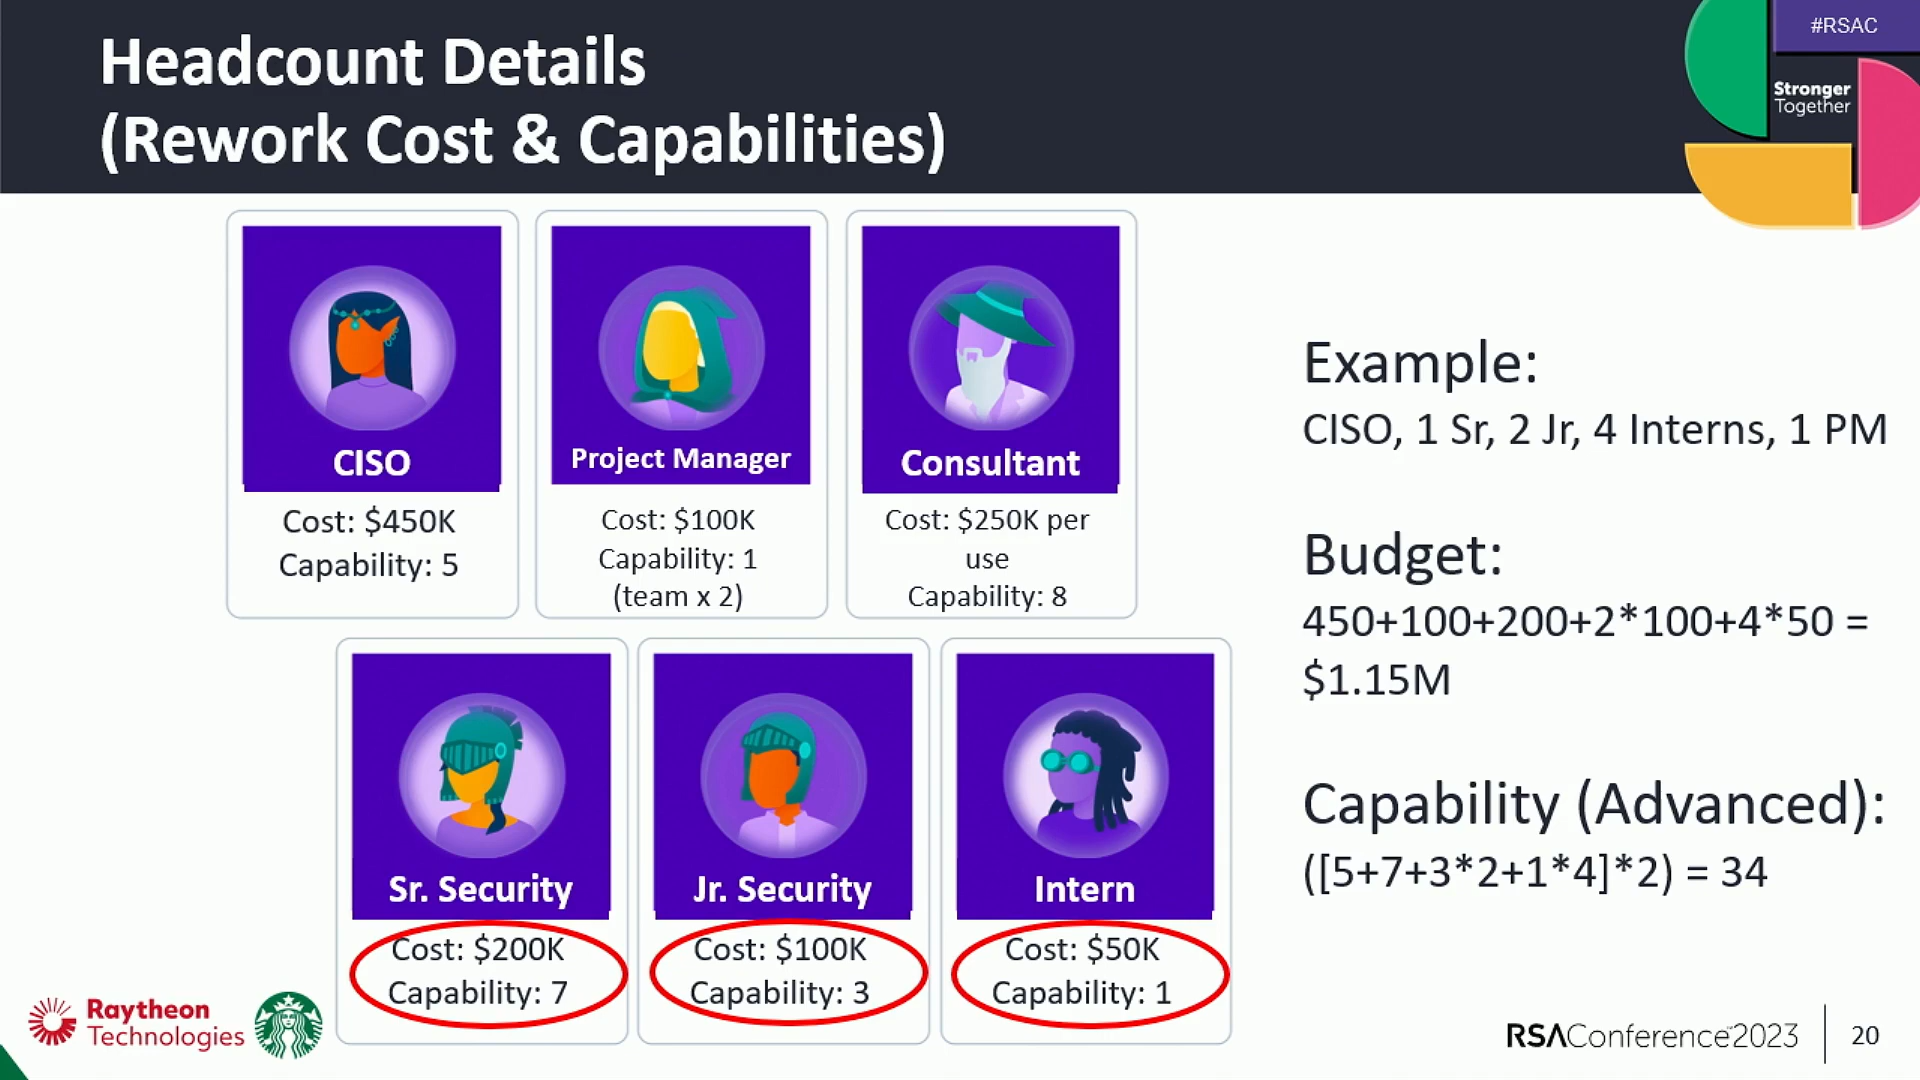 Headcount Details
(Rework Cost & Capabilities)
#RSAC
Stronger
Together
CISO
Cost: $450K
Capability: 5
Project Manager
Cost: $100K
Capability: 1
(team x 2)
Consultant
Cost: $250K per
use
Capability: 8
Sr. Security
Cost: $200K
Capability: 7
Jr. Security
Cost: $100K
Capability: 3
Intern
Cost: $50K
Capability: 1
Example:
CISO, 1 Sr, 2 Jr, 4 Interns, 1 PM
Budget:
450+100+200+2*100+4*50 =
$1.15M
Capability (Advanced):
([5+7+3*2+1*4]*2) = 34
Raytheon
Technologies
RSAConference™2023
20